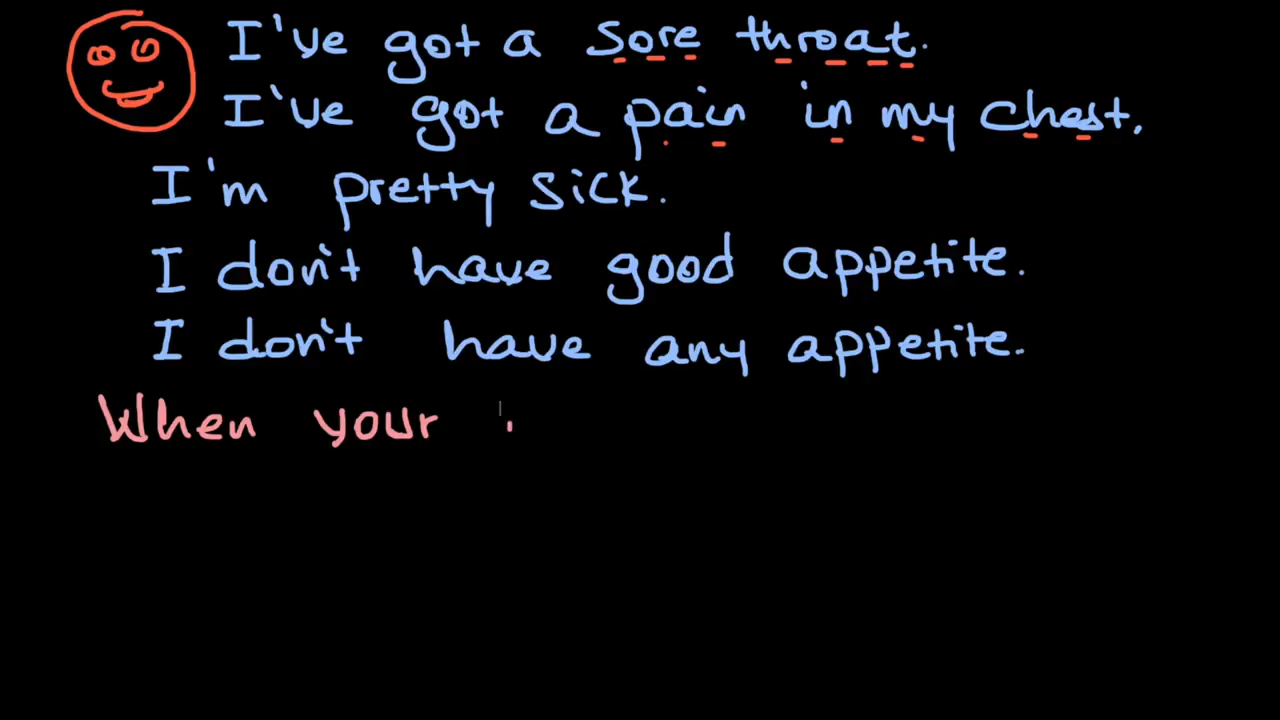 I've got a sore throat.
I've got a pain in my chest.
I'm pretty sick.
I don't have good appetite.
I don't have any appetite.
When your